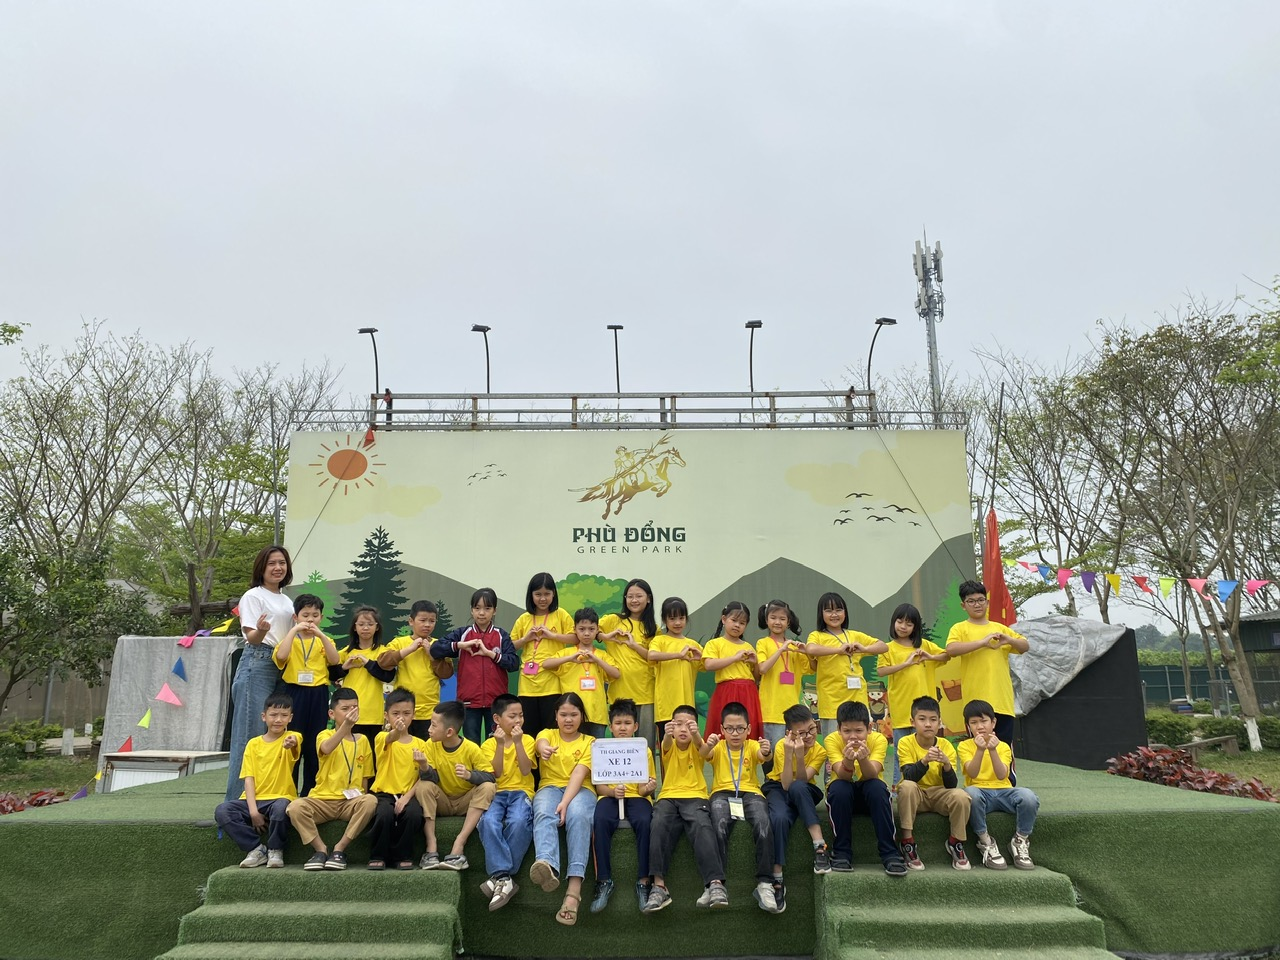 PHÙ ĐỔNG
GREEN PARK
TH GIANG BIÊN
XE 12
LỚP 3A4+ 2A1